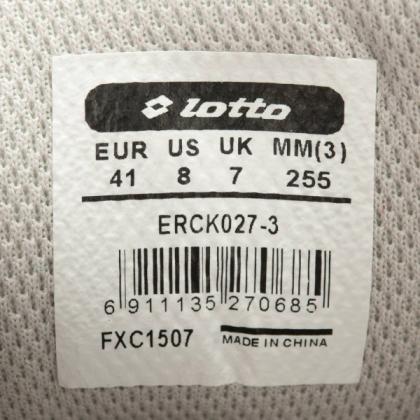 lotto
EUR US UK MM(3)
41 8 7 255
ERCK027-3
6 911135 270685
FXC1507 MADE IN CHINA